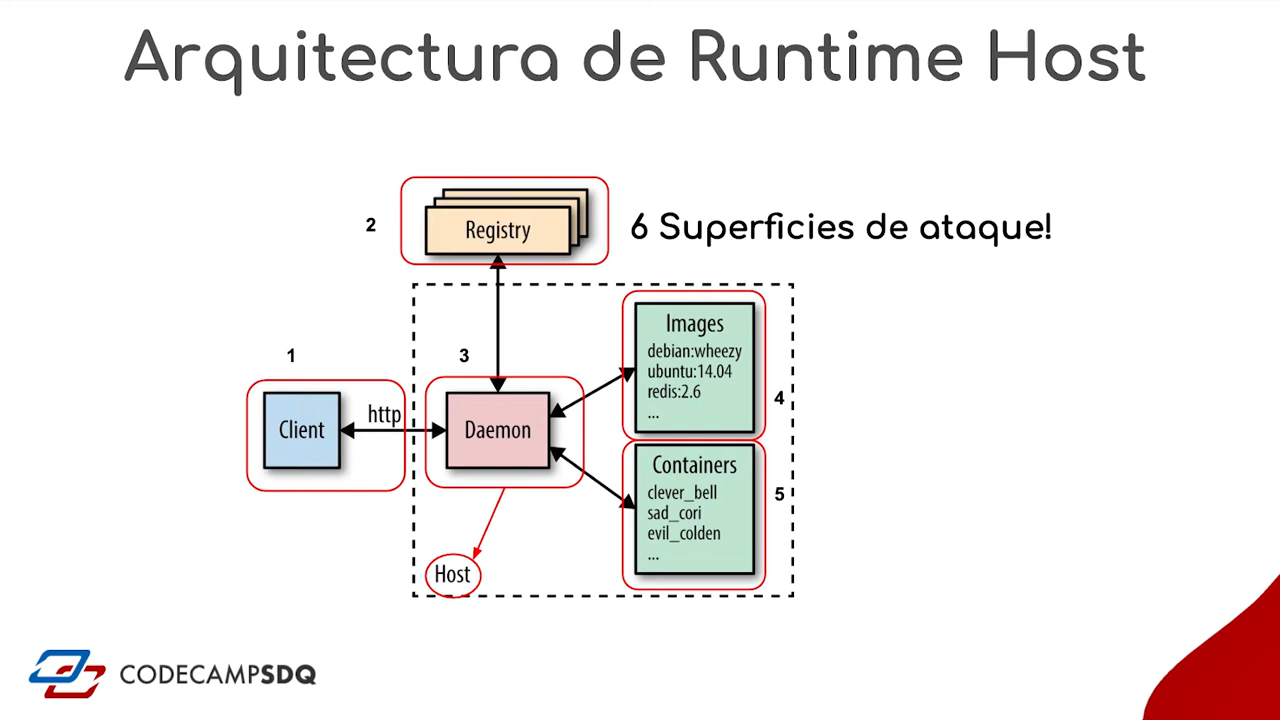 Arquitectura de Runtime Host
2
Registry
6 Superficies de ataque!
1
3
Client
http
Daemon
Images
debian:wheezy
ubuntu:14.04
redis:2.6
...
4
Containers
clever_bell
sad_cori
evil_colden
...
5
Host
CODECAMPSDQ